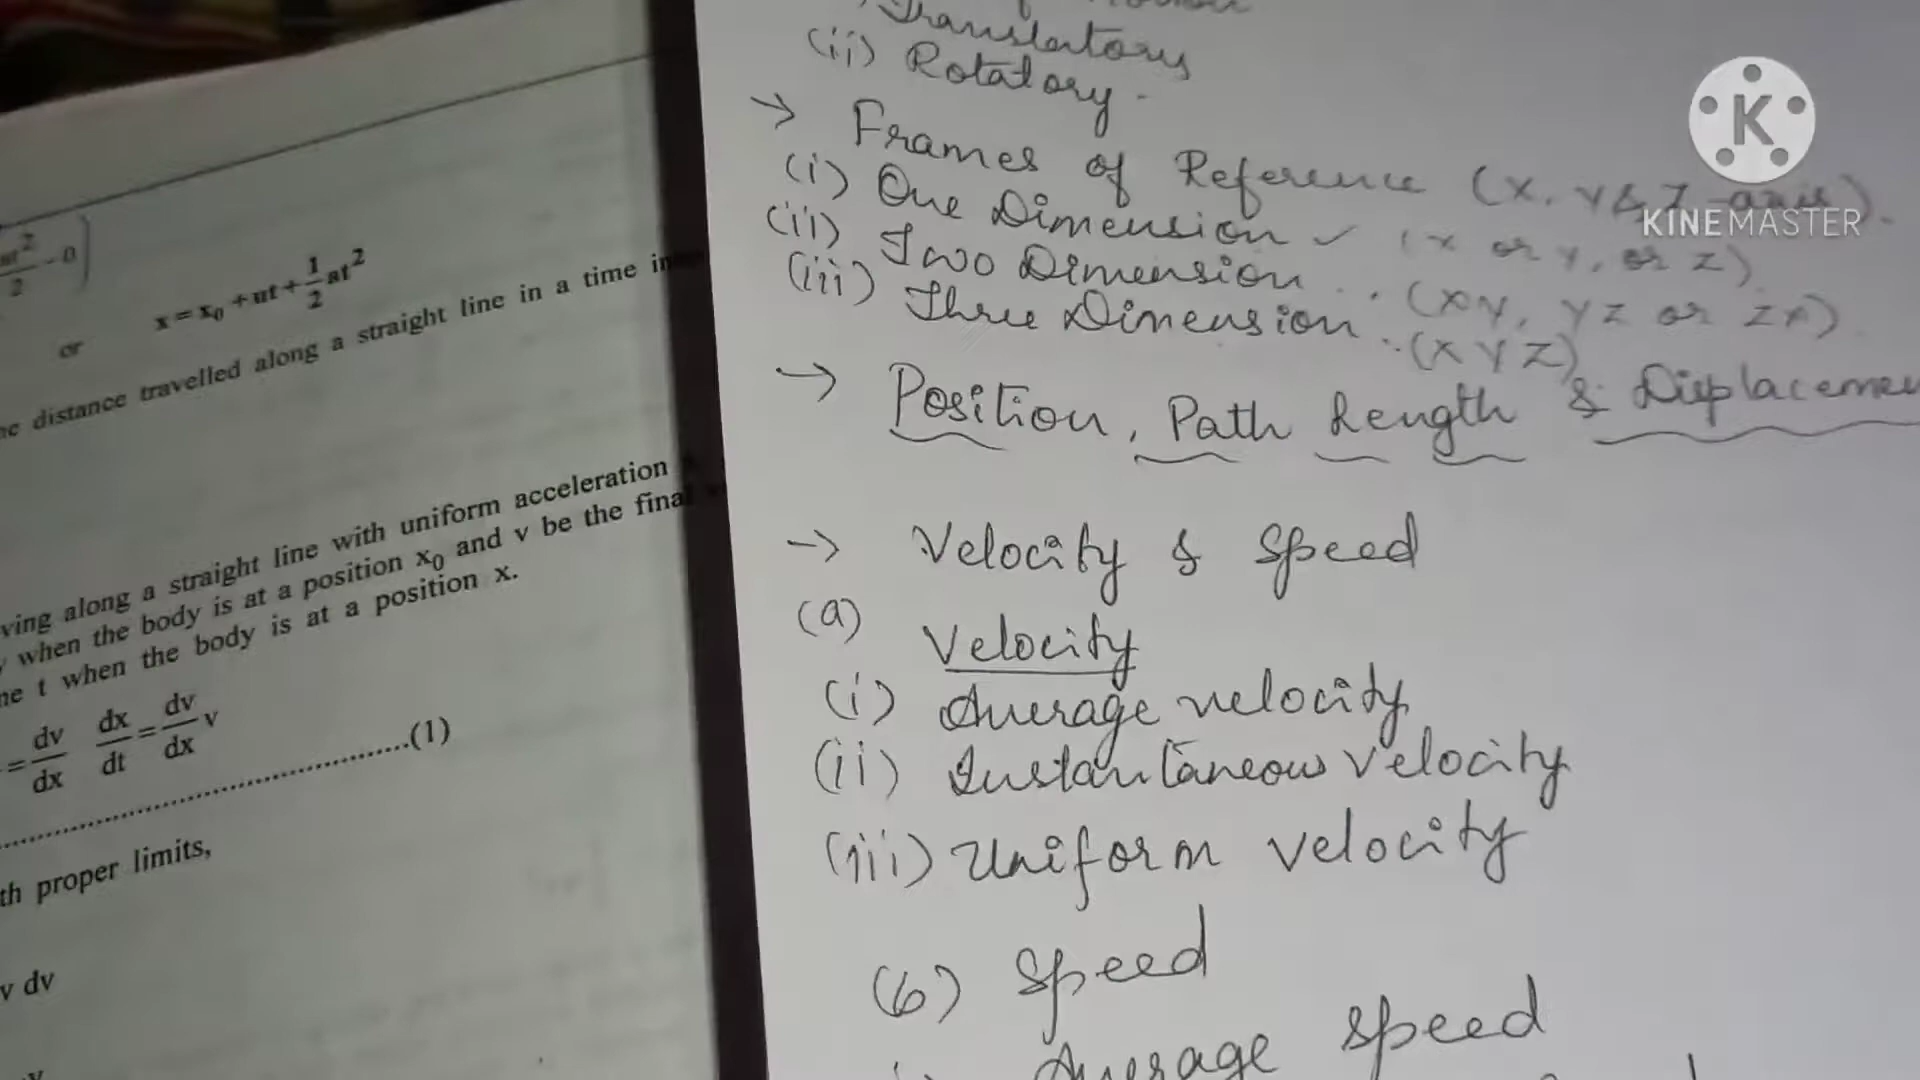 x = x0 + ut + 1/2 at2
or
distance travelled along a straight line in a time
along a straight line with uniform acceleration
when the body is at a position x0 and v be the final
t when the body is at a position x.
= dv/dx dx/dt = dv/dx v
..........(1)
proper limits,
v dv
Translatory
(ii) Rotatory.
→ Frames of Reference (X, Y & Z-axis).
(i) One Dimension ✓ (x or y, or z)
(ii) Two Dimension .. (xy, yz or zx)
(iii) Three Dimension .. (x y z)
→ Position, Path Length &
→ Velocity & Speed
(a) Velocity
(i) Average velocity
(ii) Instantaneous velocity
(iii) Uniform velocity
(b) Speed
Average speed
K
KINEMASTER